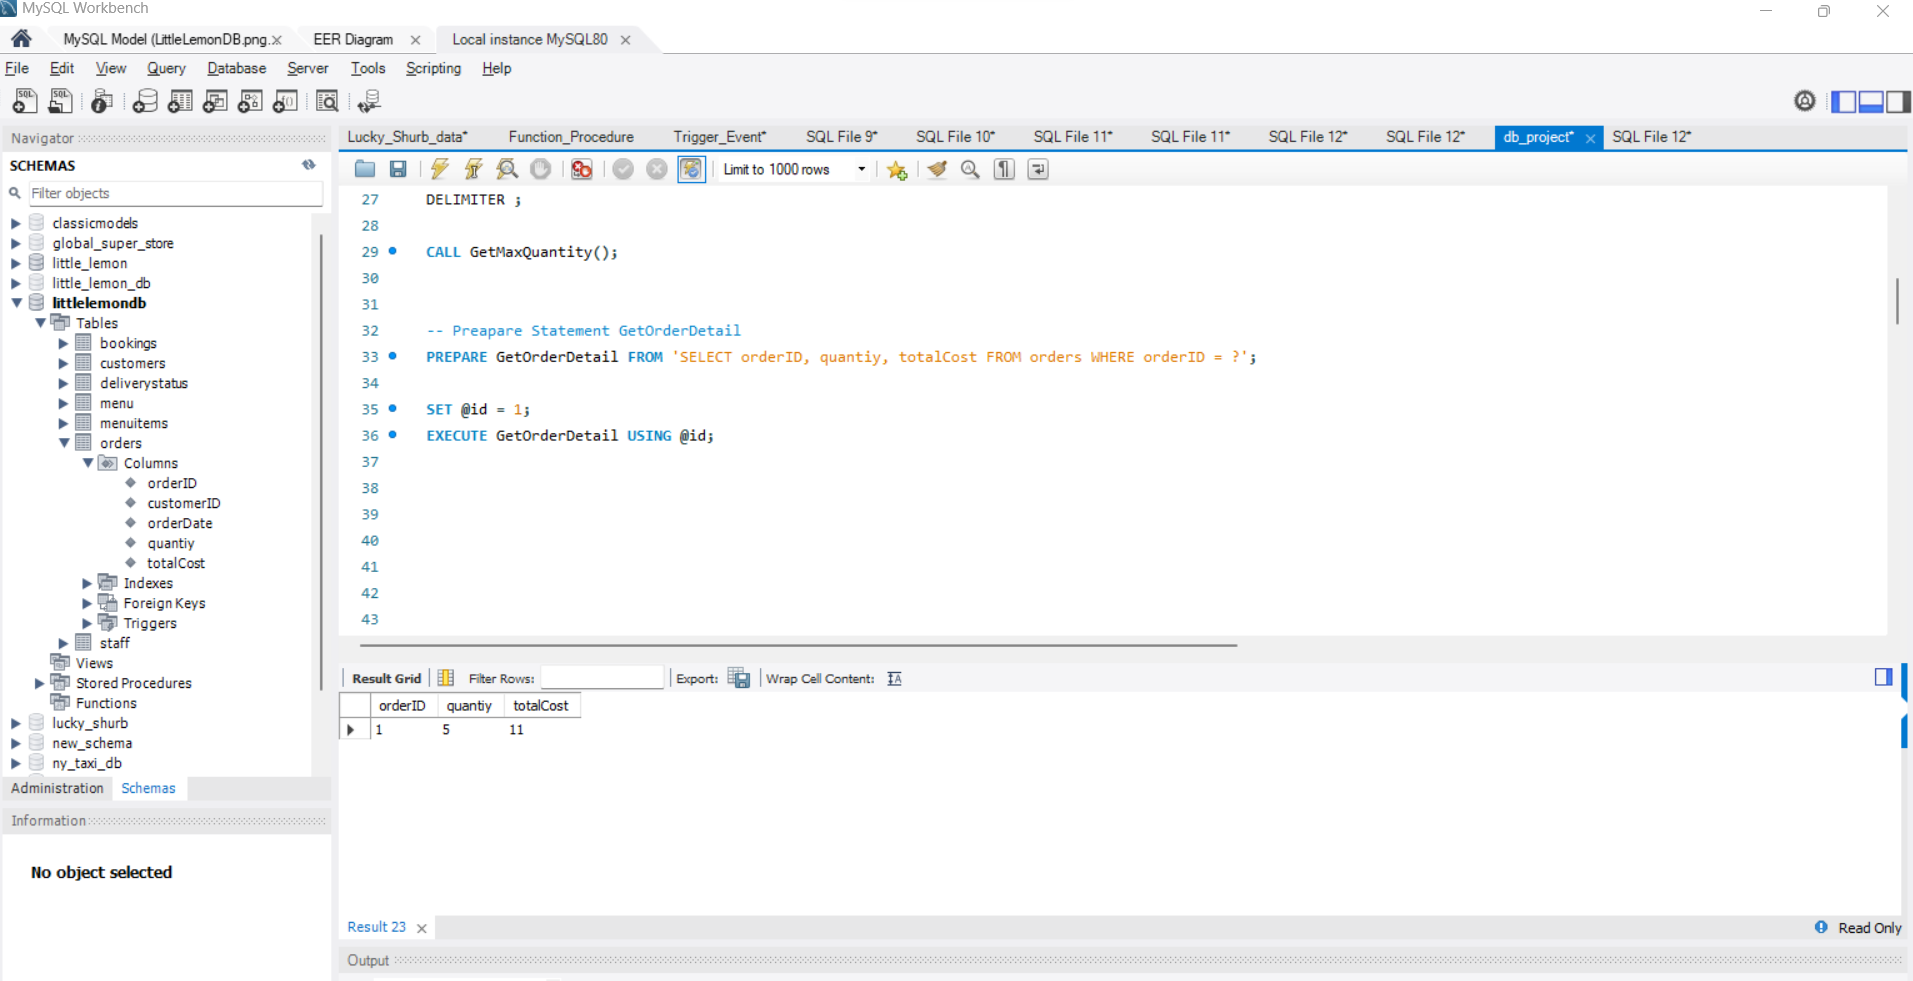 MySQL Workbench
MySQL Model (LittleLemonDB.png.× EER Diagram × Local instance MySQL80 ×
File Edit View Query Database Server Tools Scripting Help
Navigator
SCHEMAS
Filter objects
classicmodels
global_super_store
little_lemon
little_lemon_db
littlelemondb
Tables
bookings
customers
deliverystatus
menu
menuitems
orders
Columns
orderID
customerID
orderDate
quantiy
totalCost
Indexes
Foreign Keys
Triggers
staff
Views
Stored Procedures
Functions
lucky_shurb
new_schema
ny_taxi_db
Administration Schemas
Information
No object selected
Lucky_Shurb_data* Function_Procedure Trigger_Event* SQL File 9* SQL File 10* SQL File 11* SQL File 11* SQL File 12* SQL File 12* db_project* × SQL File 12*
Limit to 1000 rows
27 DELIMITER ;
28
29 CALL GetMaxQuantity();
30
31
32 -- Preapare Statement GetOrderDetail
33 PREPARE GetOrderDetail FROM 'SELECT orderID, quantiy, totalCost FROM orders WHERE orderID = ?';
34
35 SET @id = 1;
36 EXECUTE GetOrderDetail USING @id;
37
38
39
40
41
42
43
Result Grid Filter Rows: Export: Wrap Cell Content:
orderID quantiy totalCost
1 5 11
Result 23 × Read Only
Output